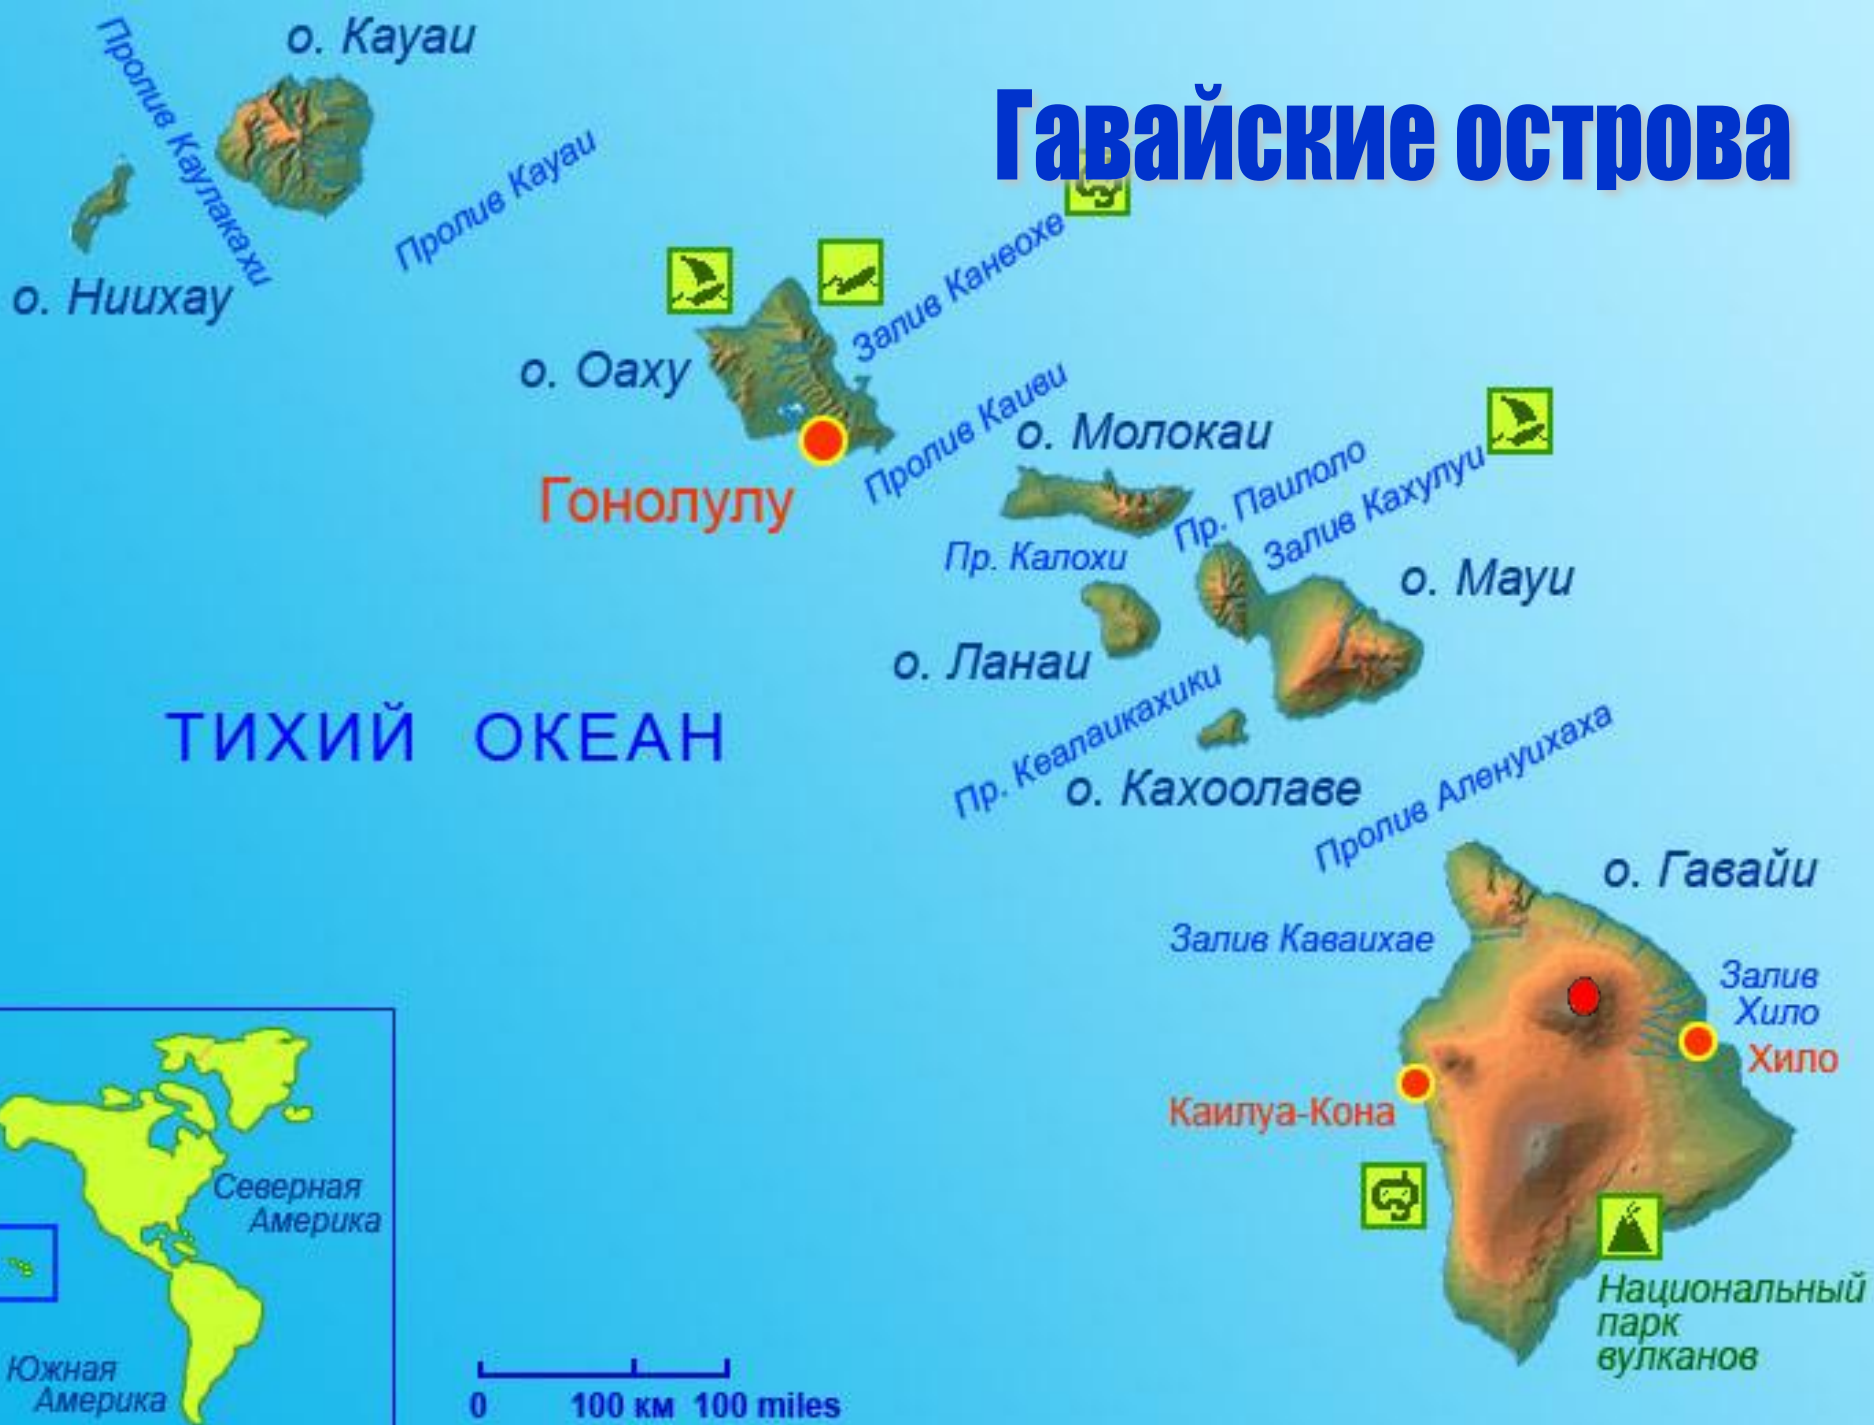 Гавайские острова
о. Кауаи
Пролив Каулакахи
Пролив Кауаи
о. Ниихау
Залив Канеохе
о. Оаху
Пролив Каиви
Гонолулу
о. Молокаи
Пр. Паилоло
Залив Кахулуи
Пр. Калохи
о. Мауи
о. Ланаи
Пр. Кеалаикахики
о. Кахоолаве
ТИХИЙ ОКЕАН
Пролив Аленуихаха
о. Гавайи
Залив Каваихае
Залив
Хило
Хило
Каилуа-Кона
Национальный
парк
вулканов
Северная
Америка
Южная
Америка
0 100 км 100 miles